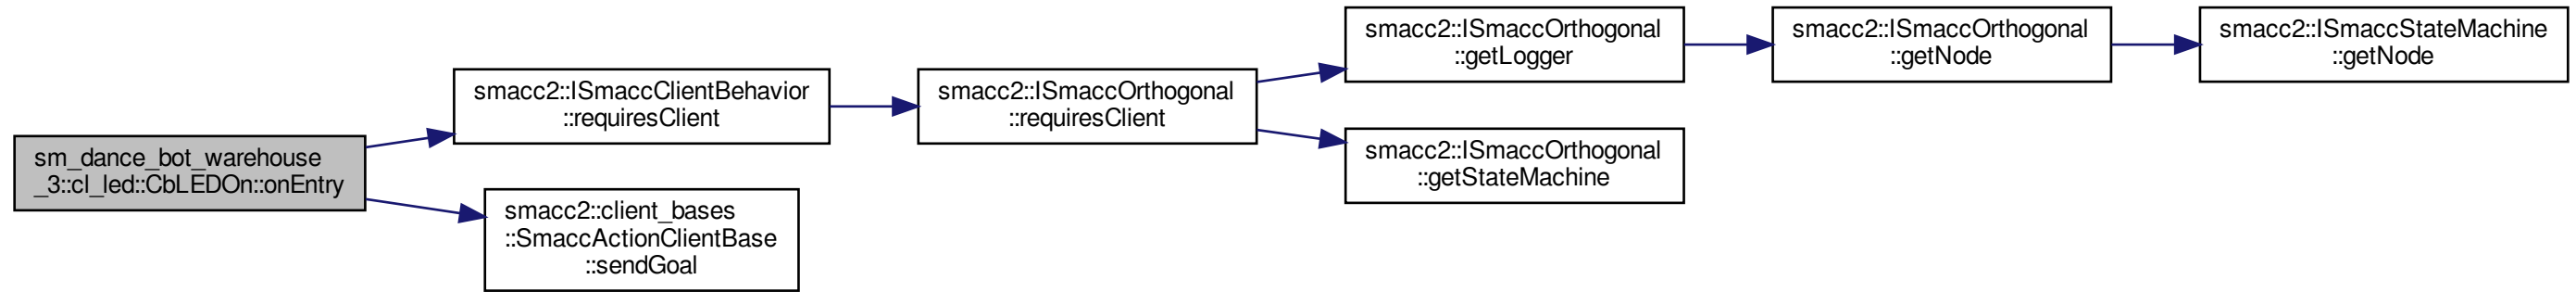 sm_dance_bot_warehouse
_3::cl_led::CbLEDOn::onEntry
smacc2::ISmaccClientBehavior
::requiresClient
smacc2::ISmaccOrthogonal
::requiresClient
smacc2::ISmaccOrthogonal
::getLogger
smacc2::ISmaccOrthogonal
::getNode
smacc2::ISmaccStateMachine
::getNode
smacc2::ISmaccOrthogonal
::getStateMachine
smacc2::client_bases
::SmaccActionClientBase
::sendGoal